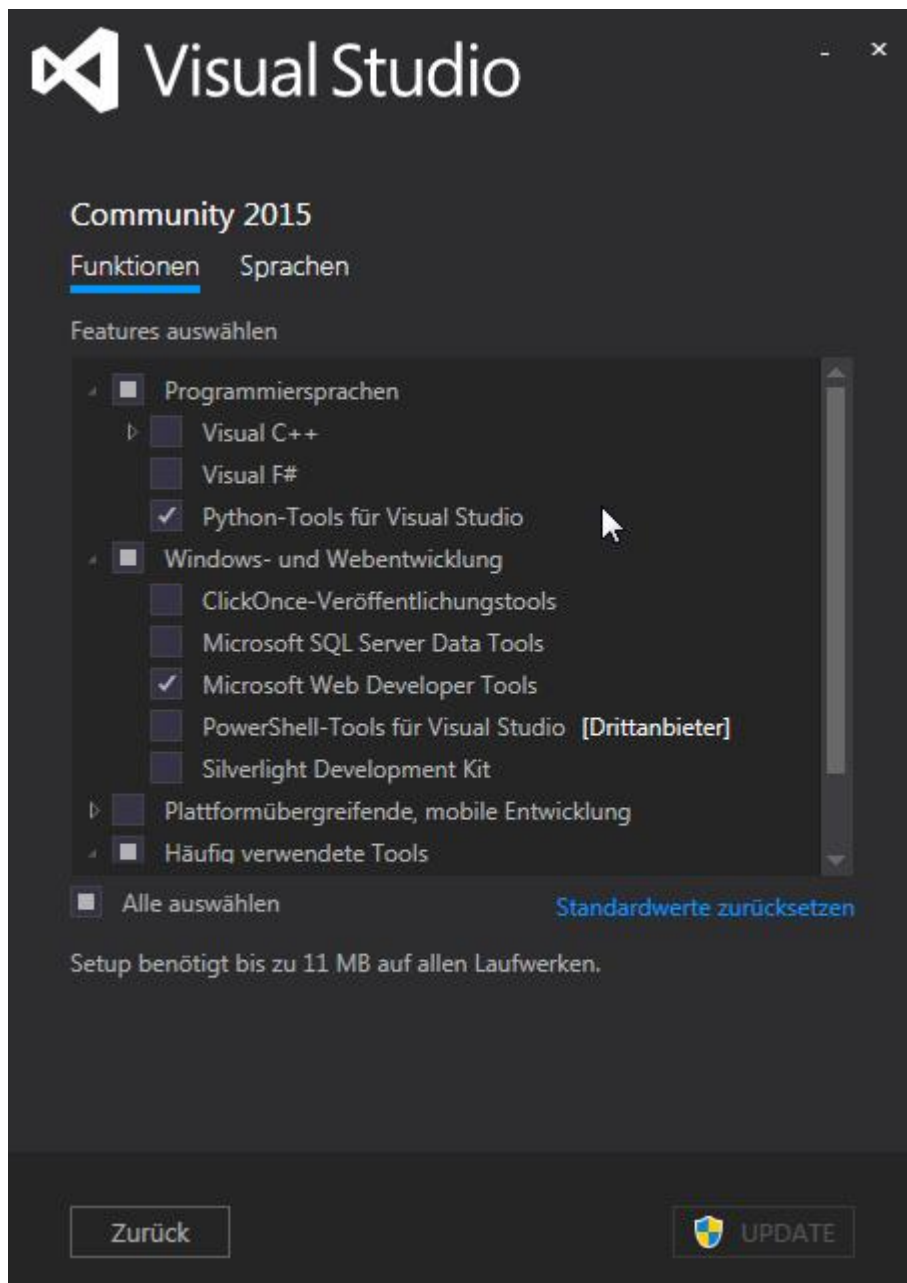 Visual Studio
Community 2015
Funktionen Sprachen
Features auswählen
Programmiersprachen
Visual C++
Visual F#
Python-Tools für Visual Studio
Windows- und Webentwicklung
ClickOnce-Veröffentlichungstools
Microsoft SQL Server Data Tools
Microsoft Web Developer Tools
PowerShell-Tools für Visual Studio [Drittanbieter]
Silverlight Development Kit
Plattformübergreifende, mobile Entwicklung
Häufig verwendete Tools
Alle auswählen Standardwerte zurücksetzen
Setup benötigt bis zu 11 MB auf allen Laufwerken.
Zurück UPDATE